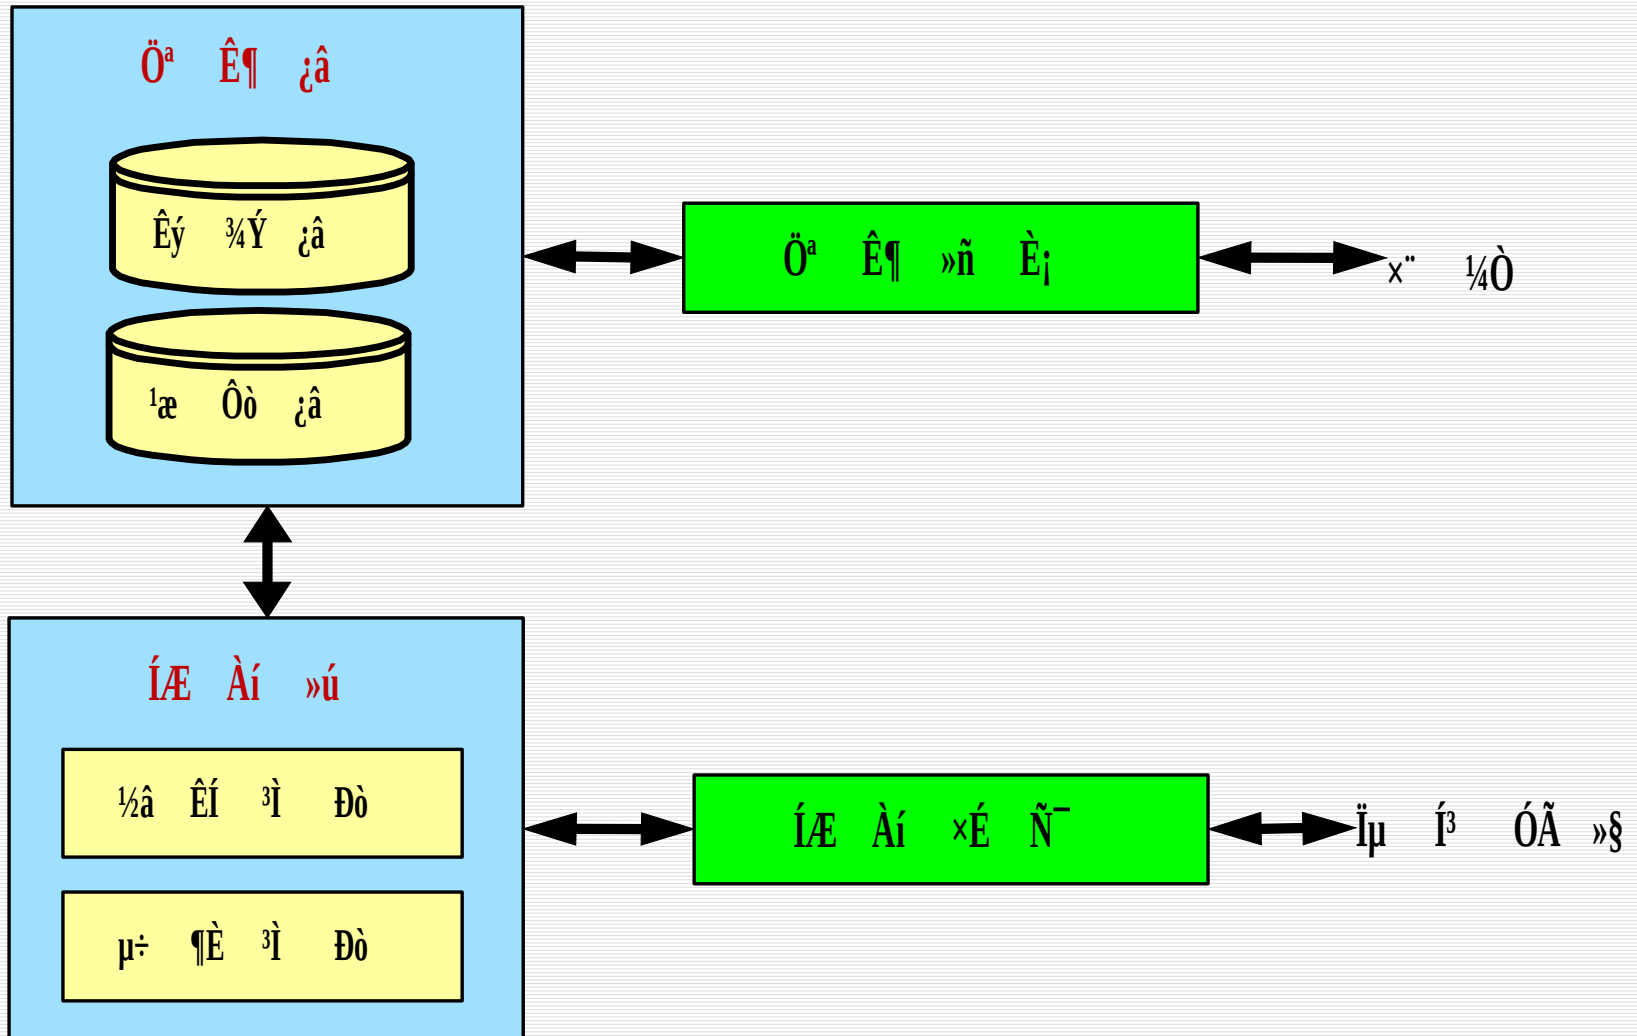 Öª Ê¶ ¿â
Êý ¾Ý ¿â
¹æ Ôò ¿â
Öª Ê¶ »ñ È¡
×¨ ¼Ò
ÍÆ Àí »ú
½â ÊÍ ³Ì Ðò
µ÷ ¶È ³Ì Ðò
ÍÆ Àí ×É Ñ¯
Ïµ Í³ ÓÃ »§